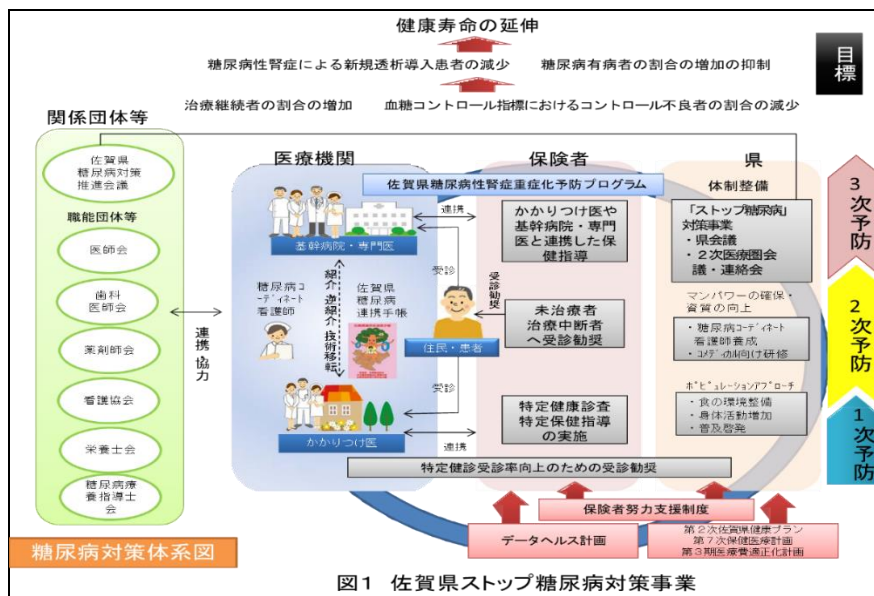 健康寿命の延伸
糖尿病性腎症による新規透析導入患者の減少
糖尿病有病者の割合の増加の抑制
治療継続者の割合の増加
血糖コントロール指標におけるコントロール不良者の割合の減少
目標
関係団体等
佐賀県
糖尿病対策
推進会議
職能団体等
医師会
歯科
医師会
薬剤師会
看護協会
栄養士会
糖尿病療
養指導士
会
連携・協力
医療機関
保険者
県
佐賀県糖尿病性腎症重症化予防プログラム
基幹病院・専門医
連携
受診
糖尿病コ
ーディネート
看護師
紹介 逆紹介 技術移転
佐賀県
糖尿病
連携手帳
住民・患者
受診勧奨
受診
かかりつけ医
連携
かかりつけ医や
基幹病院・専門
医と連携した保
健指導
未治療者
治療中断者
へ受診勧奨
特定健康診査
特定保健指導
の実施
体制整備
「ストップ糖尿病」
対策事業
・県会議
・2次医療圏会
議・連絡会
マンパワーの確保・
資質の向上
・糖尿病コーディネート
看護師養成
・コメディカル向け研修
ポピュレーションアプローチ
・食の環境整備
・身体活動増加
・普及啓発
3次予防
2次予防
1次予防
特定健診受診率向上のための受診勧奨
保険者努力支援制度
データヘルス計画
第2次佐賀県健康プラン
第7次保健医療計画
第3期医療費適正化計画
糖尿病対策体系図
図1 佐賀県ストップ糖尿病対策事業